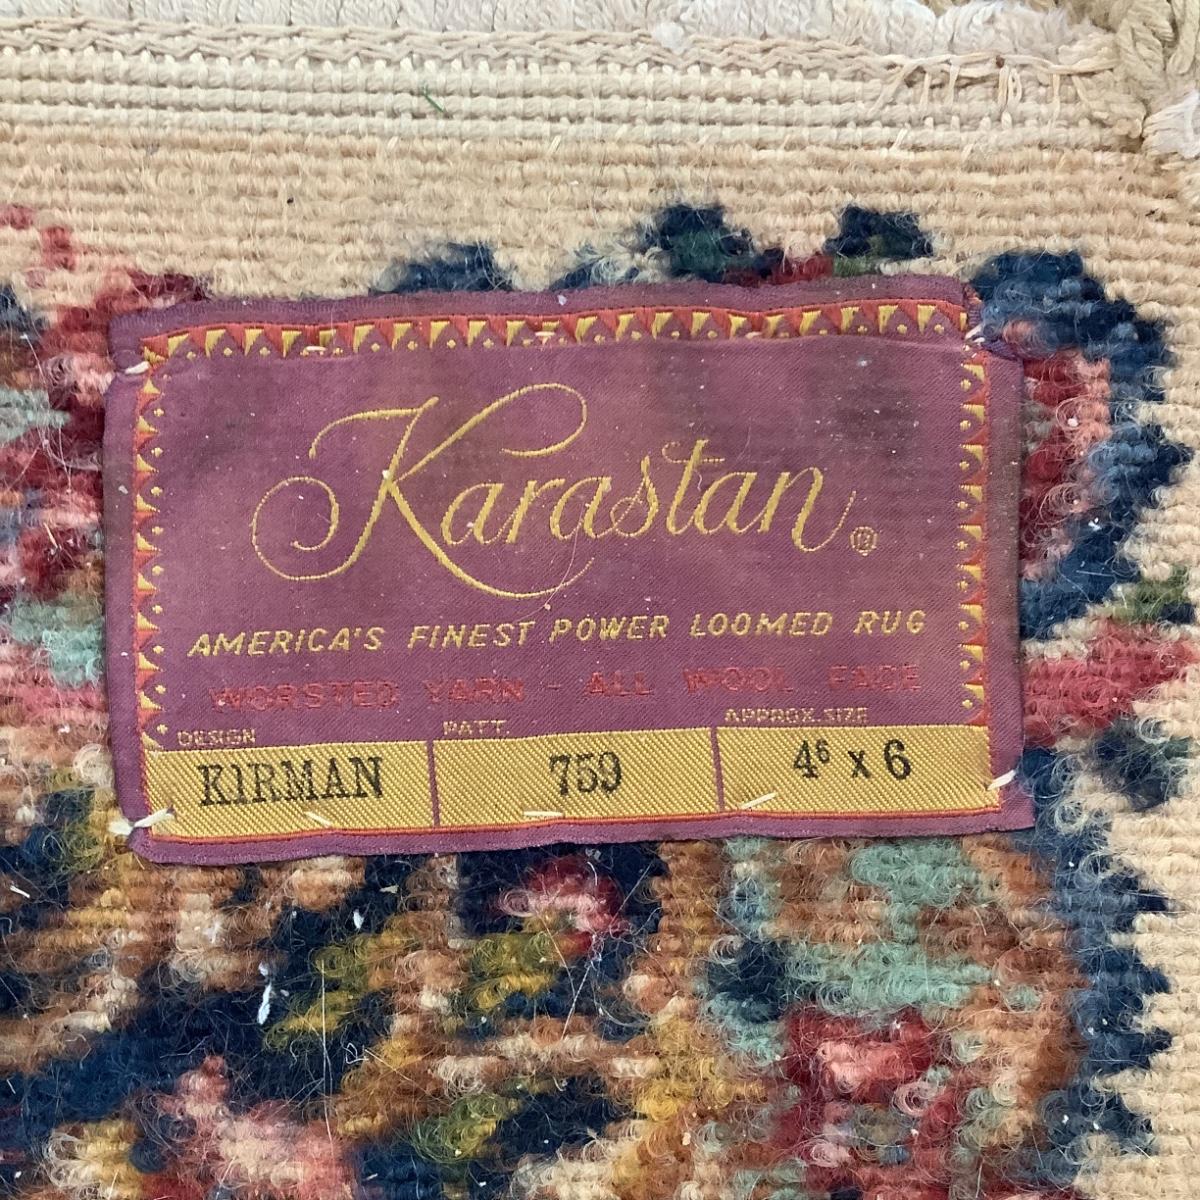 Karastan®
AMERICA'S FINEST POWER LOOMED RUG
WORSTED YARN - ALL WOOL FACE
DESIGN PATT. APPROX. SIZE
KIRMAN 759 4⁶ x 6